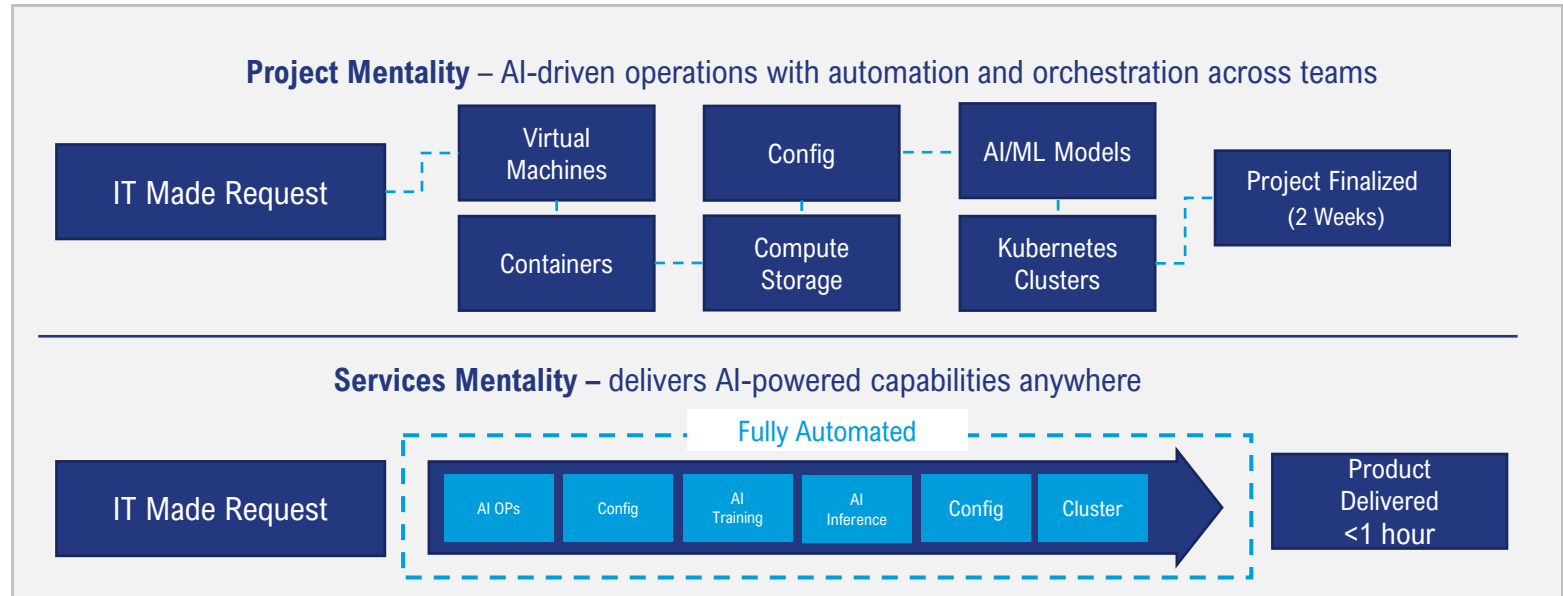 Project Mentality – AI-driven operations with automation and orchestration across teams
IT Made Request
Virtual
Machines
Containers
Config
Compute
Storage
AI/ML Models
Kubernetes
Clusters
Project Finalized
(2 Weeks)
Services Mentality – delivers AI-powered capabilities anywhere
Fully Automated
IT Made Request
AI OPs
Config
AI
Training
AI
Inference
Config
Cluster
Product
Delivered
<1 hour